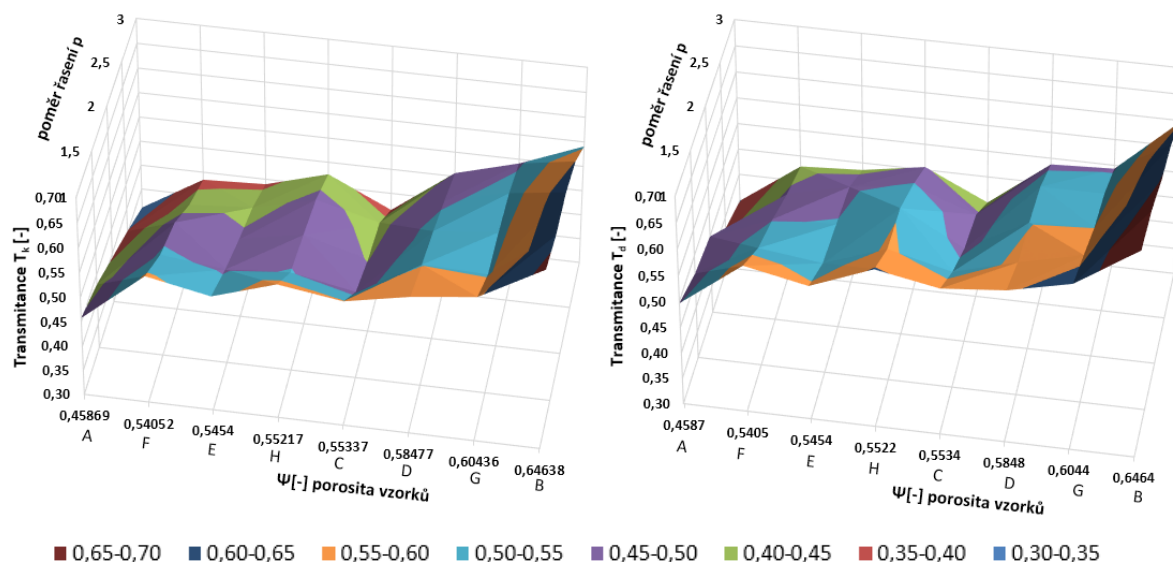 3
2,5
2
1,5
1
poměr řasení p
0,70
0,65
0,60
0,55
0,50
0,45
0,40
0,35
0,30
Transmitance Tk [-]
0,45869 0,54052 0,5454 0,55217 0,55337 0,58477 0,60436 0,64638
A F E H C D G B
Ψ[-] porosita vzorků
3
2,5
2
1,5
1
poměr řasení p
0,70
0,65
0,60
0,55
0,50
0,45
0,40
0,35
0,30
Transmitance Td [-]
0,4587 0,5405 0,5454 0,5522 0,5534 0,5848 0,6044 0,6464
A F E H C D G B
Ψ[-] porosita vzorků
0,65-0,70 0,60-0,65 0,55-0,60 0,50-0,55 0,45-0,50 0,40-0,45 0,35-0,40 0,30-0,35